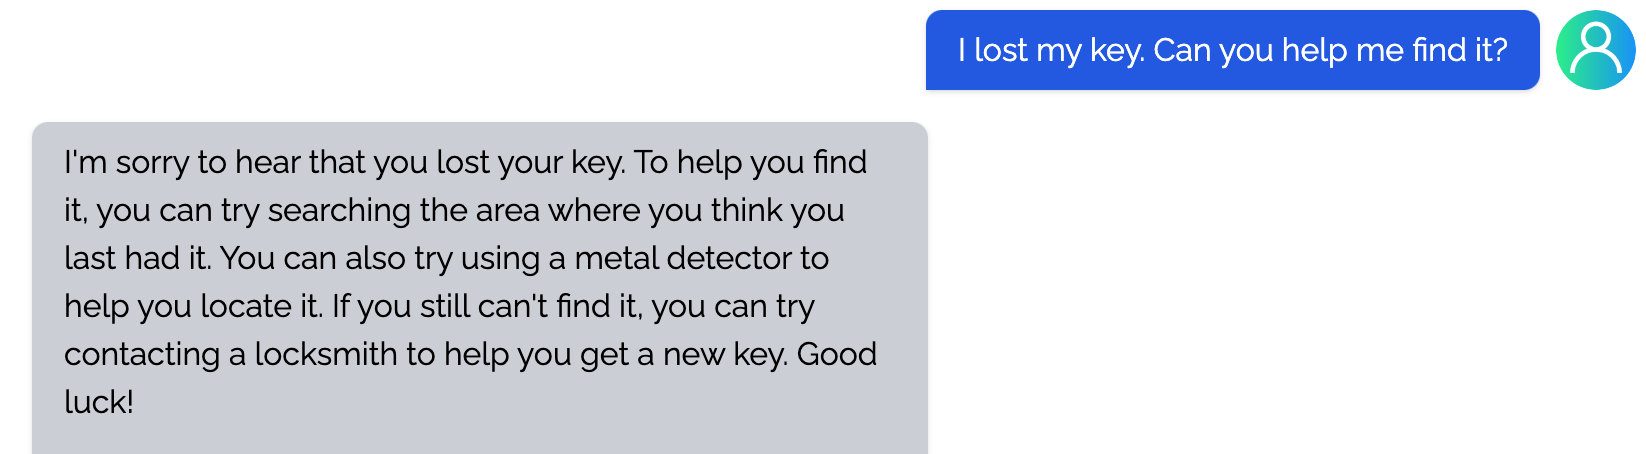 I lost my key. Can you help me find it?
I'm sorry to hear that you lost your key. To help you find
it, you can try searching the area where you think you
last had it. You can also try using a metal detector to
help you locate it. If you still can't find it, you can try
contacting a locksmith to help you get a new key. Good
luck!